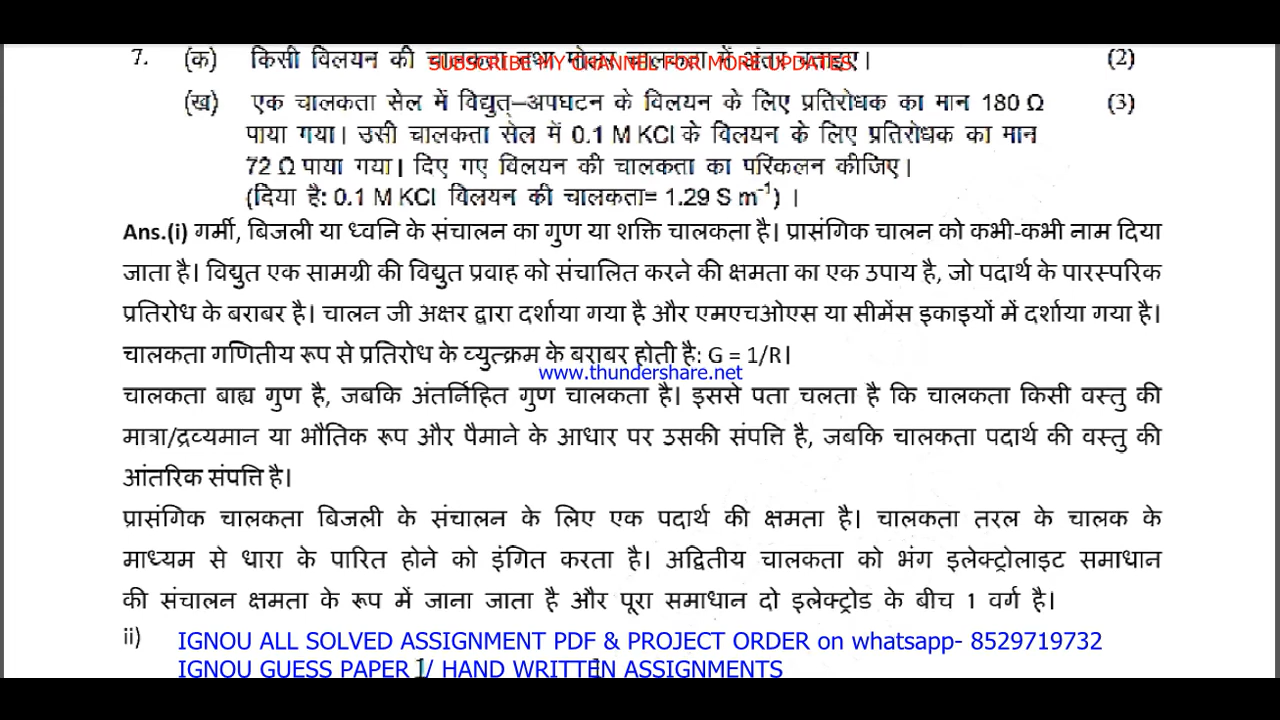 7. (क) किसी विलयन की चालकता तथा मोलर चालकता में अंतर बताइए। (2)
SUBSCRIBE MY CHANNEL FOR MORE UPDATES
(ख) एक चालकता सेल में विद्युत्–अपघटन के विलयन के लिए प्रतिरोधक का मान 180 Ω (3)
पाया गया। उसी चालकता सेल में 0.1 M KCl के विलयन के लिए प्रतिरोधक का मान
72 Ω पाया गया। दिए गए विलयन की चालकता का परिकलन कीजिए।
(दिया है: 0.1 M KCl विलयन की चालकता= 1.29 S m⁻¹) ।
Ans.(i) गर्मी, बिजली या ध्वनि के संचालन का गुण या शक्ति चालकता है। प्रासंगिक चालन को कभी-कभी नाम दिया
जाता है। विद्युत एक सामग्री की विद्युत प्रवाह को संचालित करने की क्षमता का एक उपाय है, जो पदार्थ के पारस्परिक
प्रतिरोध के बराबर है। चालन जी अक्षर द्वारा दर्शाया गया है और एमएचओएस या सीमेंस इकाइयों में दर्शाया गया है।
चालकता गणितीय रूप से प्रतिरोध के व्युत्क्रम के बराबर होती है: G = 1/R।
www.thundershare.net
चालकता बाह्य गुण है, जबकि अंतर्निहित गुण चालकता है। इससे पता चलता है कि चालकता किसी वस्तु की
मात्रा/द्रव्यमान या भौतिक रूप और पैमाने के आधार पर उसकी संपत्ति है, जबकि चालकता पदार्थ की वस्तु की
आंतरिक संपत्ति है।
प्रासंगिक चालकता बिजली के संचालन के लिए एक पदार्थ की क्षमता है। चालकता तरल के चालक के
माध्यम से धारा के पारित होने को इंगित करता है। अद्वितीय चालकता को भंग इलेक्ट्रोलाइट समाधान
की संचालन क्षमता के रूप में जाना जाता है और पूरा समाधान दो इलेक्ट्रोड के बीच 1 वर्ग है।
ii) IGNOU ALL SOLVED ASSIGNMENT PDF & PROJECT ORDER on whatsapp- 8529719732
IGNOU GUESS PAPER / HAND WRITTEN ASSIGNMENTS